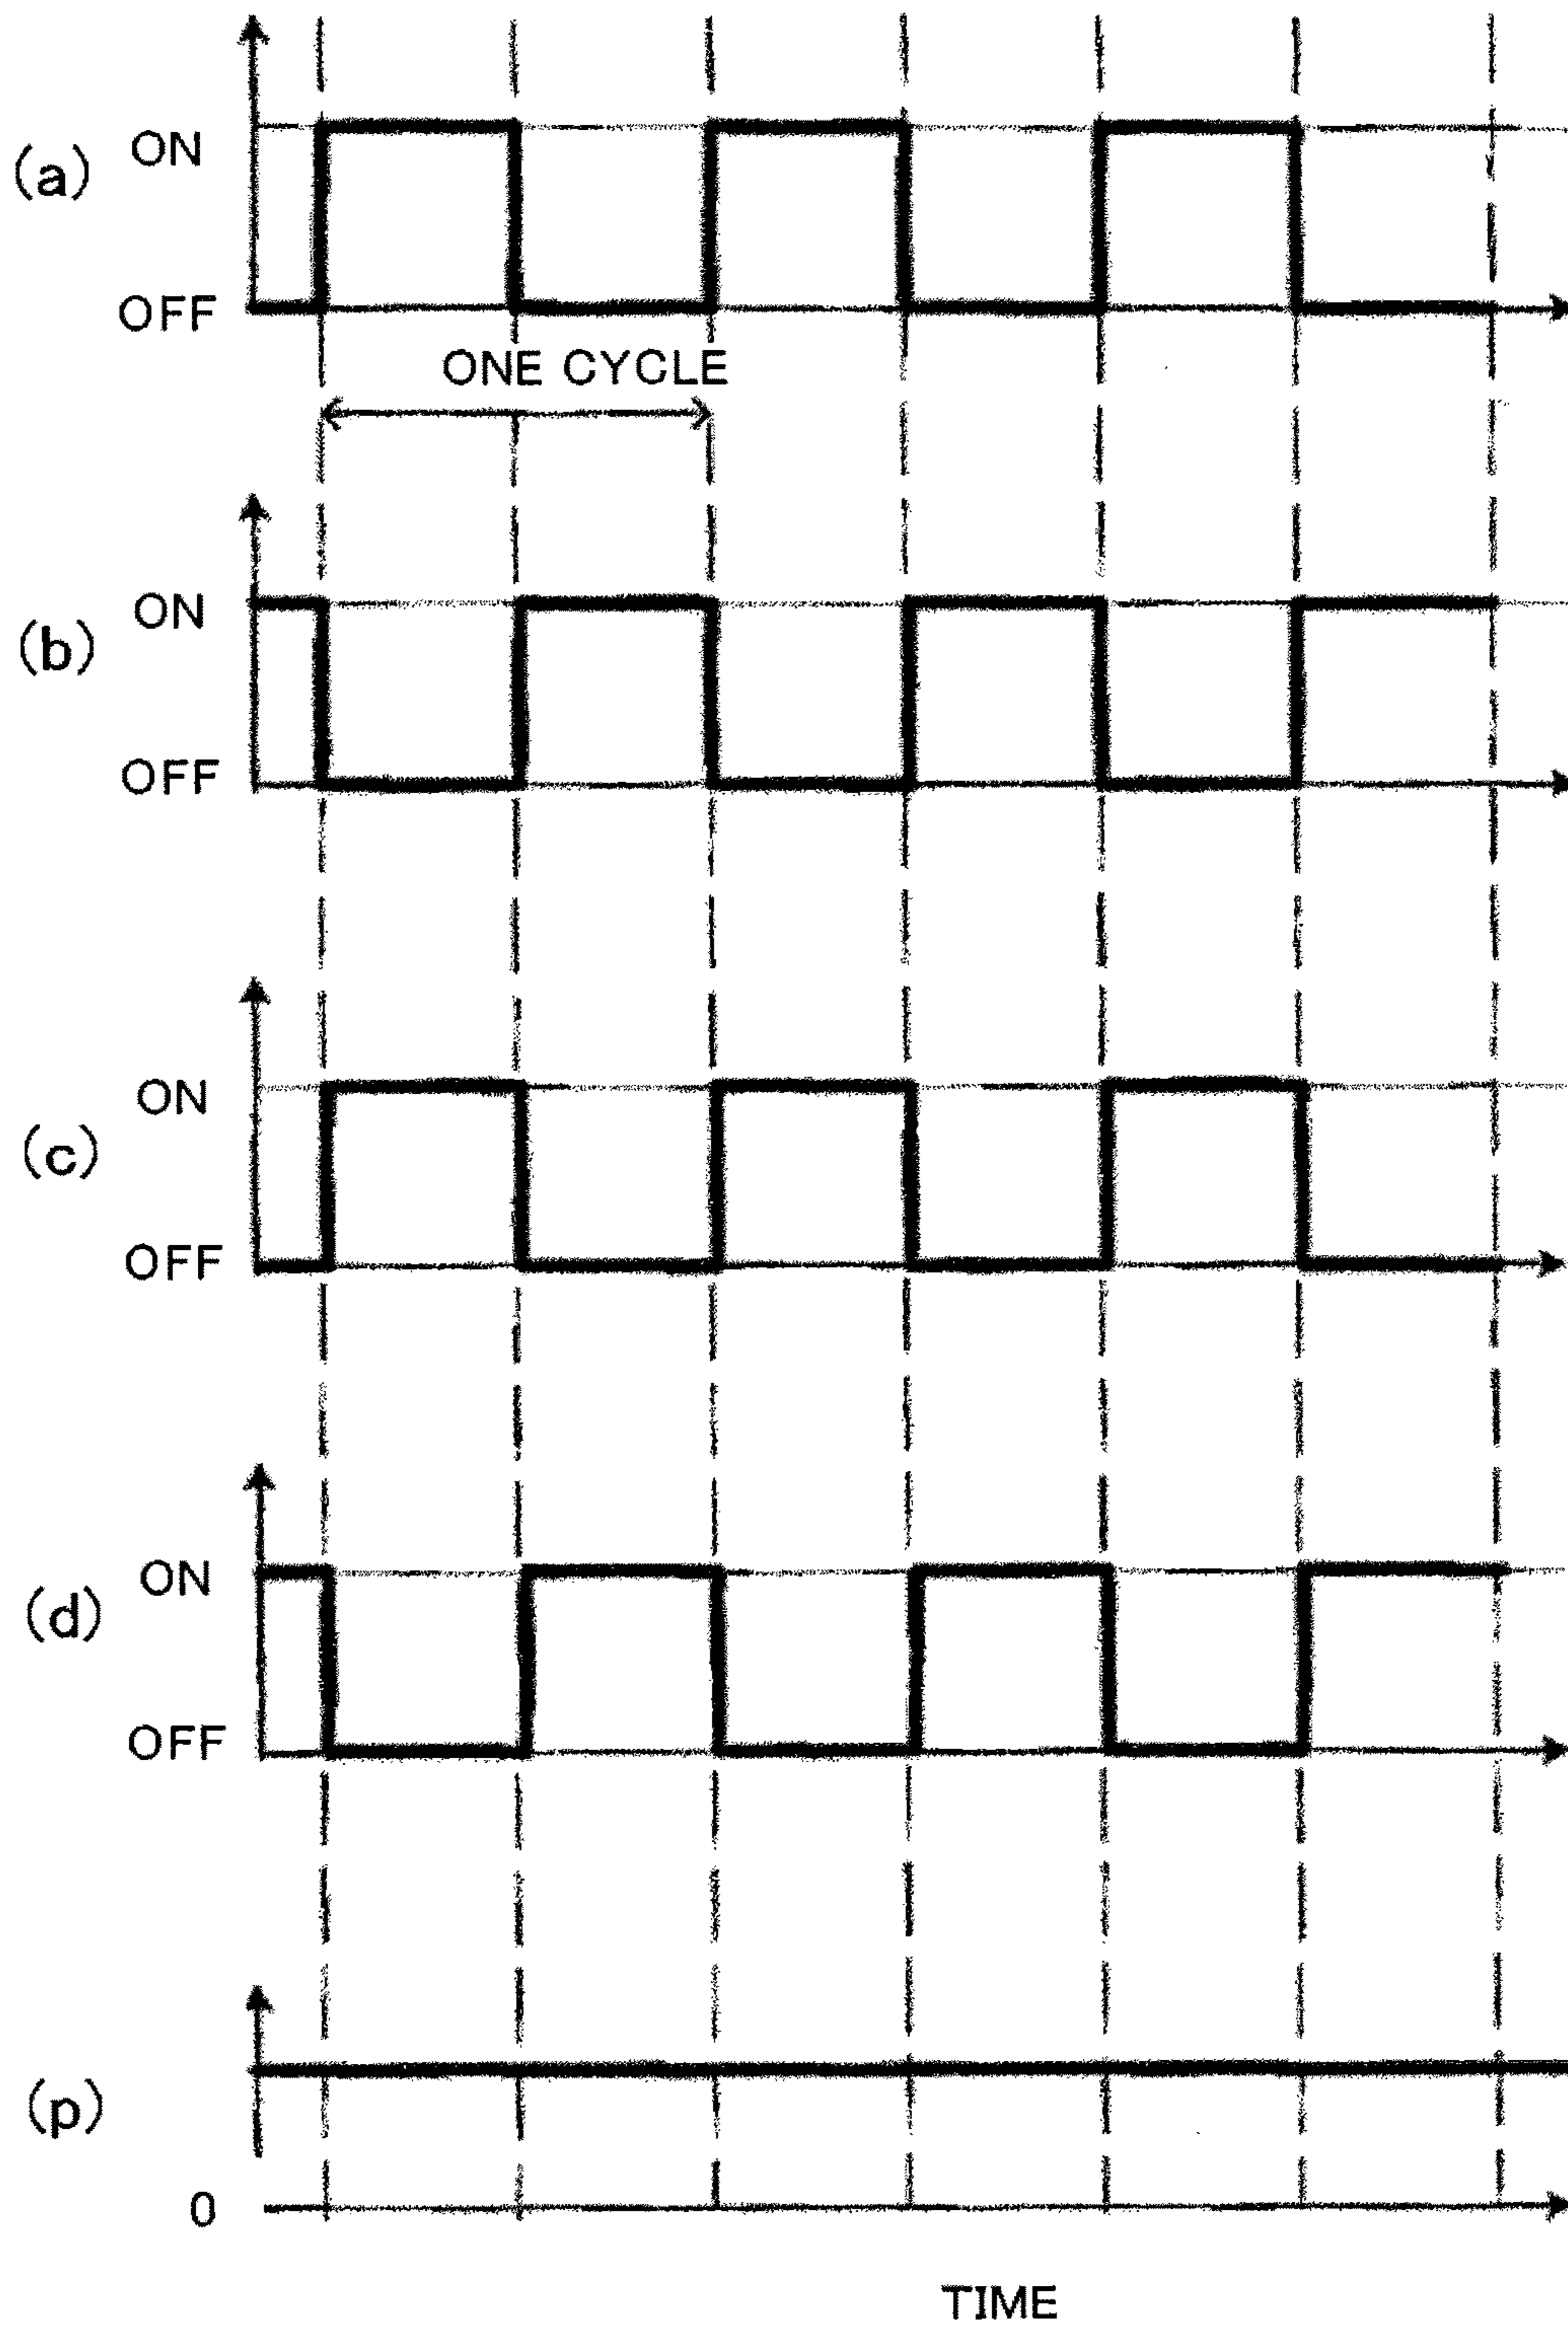 (a)
ON
OFF
ONE CYCLE
(b)
ON
OFF
(c)
ON
OFF
(d)
ON
OFF
(p)
0
TIME